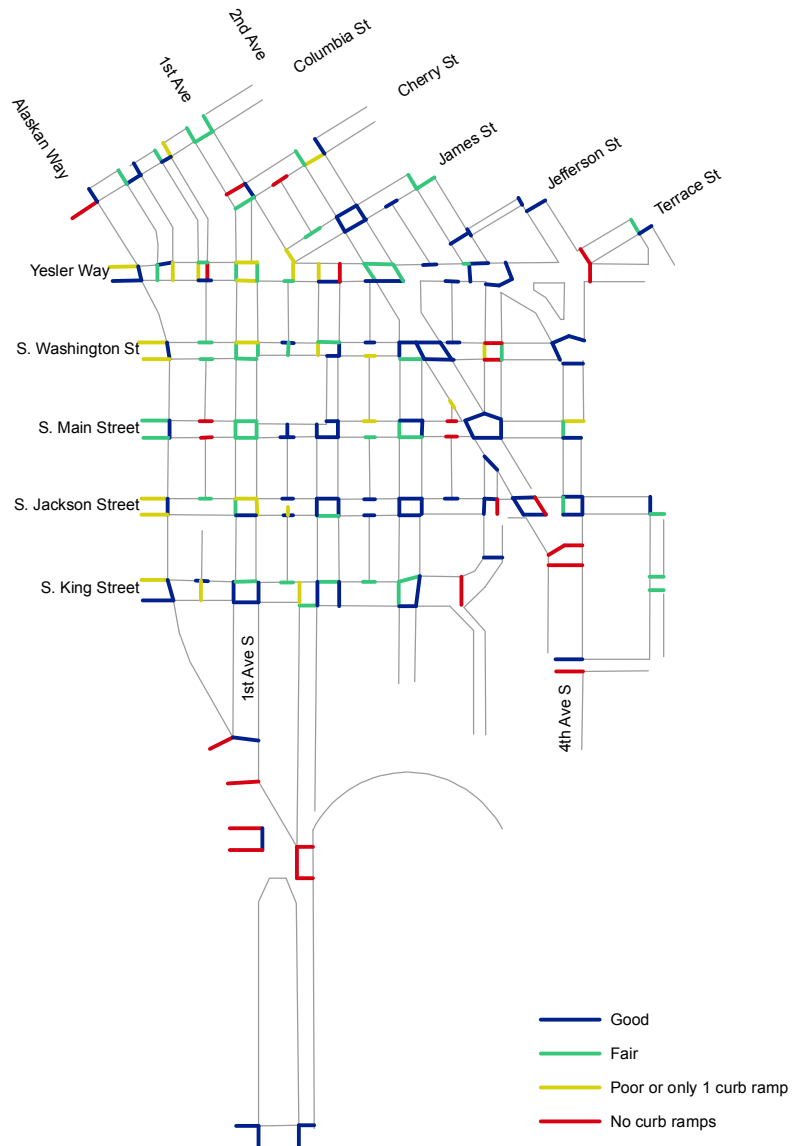 2nd Ave
Columbia St
1st Ave
Cherry St
Alaskan Way
James St
Jefferson St
Terrace St
Yesler Way
S. Washington St
S. Main Street
S. Jackson Street
S. King Street
1st Ave S
4th Ave S
Good
Fair
Poor or only 1 curb ramp
No curb ramps